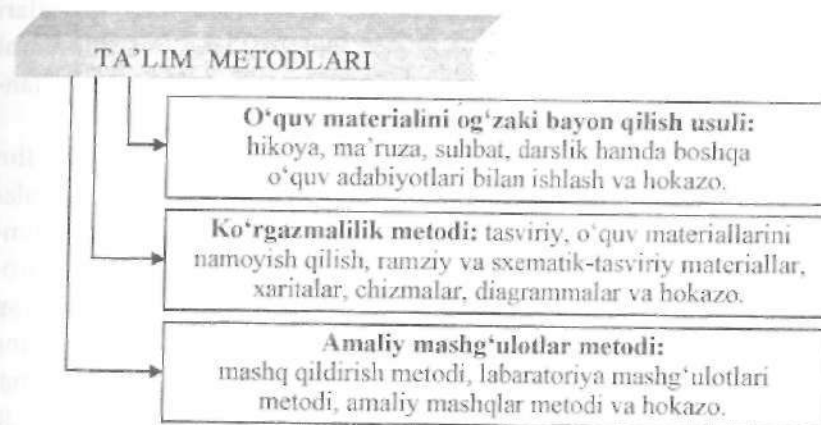 TA’LIM METODLARI
O‘quv materialini og‘zaki bayon qilish usuli:
hikoya, ma’ruza, suhbat, darslik hamda boshqa
o‘quv adabiyotlari bilan ishlash va hokazo.
Ko‘rgazmalilik metodi: tasviriy, o‘quv materiallarini
namoyish qilish, ramziy va sxematik-tasviriy materiallar,
xaritalar, chizmalar, diagrammalar va hokazo.
Amaliy mashg‘ulotlar metodi:
mashq qildirish metodi, labaratoriya mashg‘ulotlari
metodi, amaliy mashqlar metodi va hokazo.